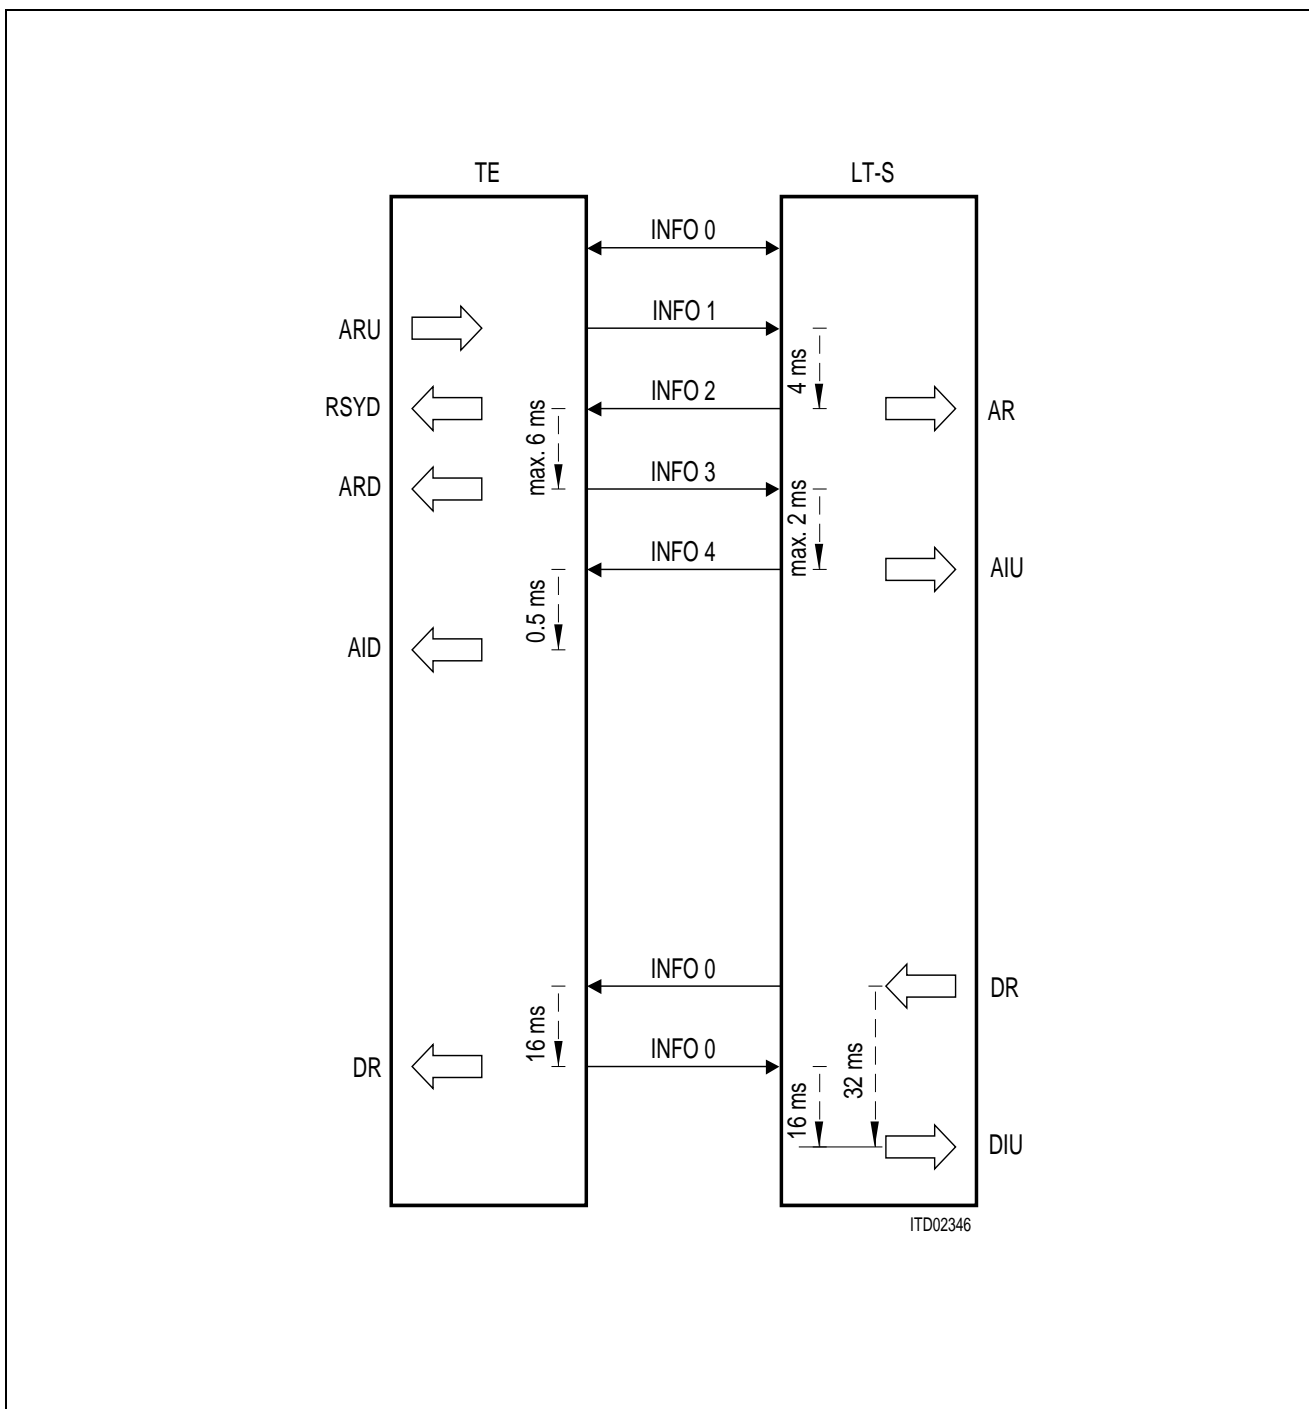 TE
LT-S
INFO 0
ARU
INFO 1
4 ms
RSYD
INFO 2
AR
max. 6 ms
ARD
INFO 3
max. 2 ms
INFO 4
AIU
0.5 ms
AID
INFO 0
DR
16 ms
32 ms
DR
INFO 0
16 ms
DIU
ITD02346